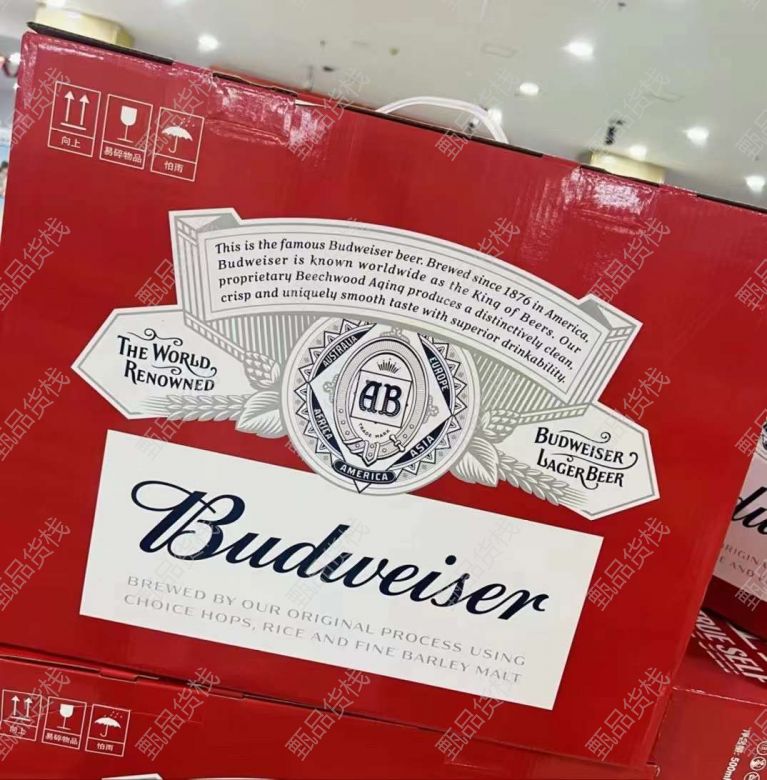 向上
易碎物品
怕雨
This is the famous Budweiser beer. Brewed since 1876 in America,
Budweiser is known worldwide as the King of Beers. Our
proprietary Beechwood Aging produces a distinctively clean,
crisp and uniquely smooth taste with superior drinkability.
THE WORLD
RENOWNED
AUSTRALIA
EUROPE
AB
TRADE MARK
AFRICA
ASIA
AMERICA
BUDWEISER
LAGER BEER
Budweiser
BREWED BY OUR ORIGINAL PROCESS USING
CHOICE HOPS, RICE AND FINE BARLEY MALT
向上
易碎物品
怕雨
甄品货栈